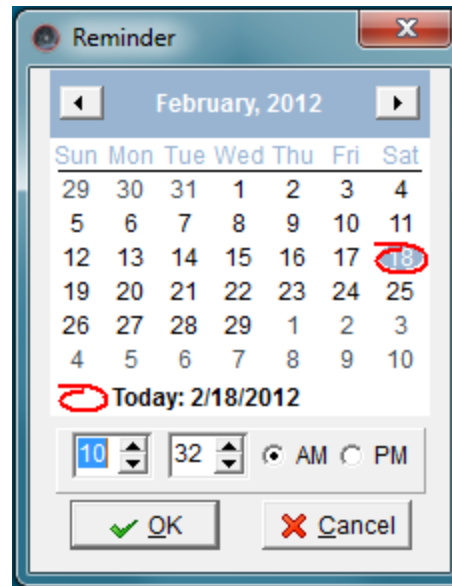 Reminder
February, 2012
Sun Mon Tue Wed Thu Fri Sat
29 30 31 1 2 3 4
5 6 7 8 9 10 11
12 13 14 15 16 17 18
19 20 21 22 23 24 25
26 27 28 29 1 2 3
4 5 6 7 8 9 10
Today: 2/18/2012
10 32 AM PM
OK Cancel